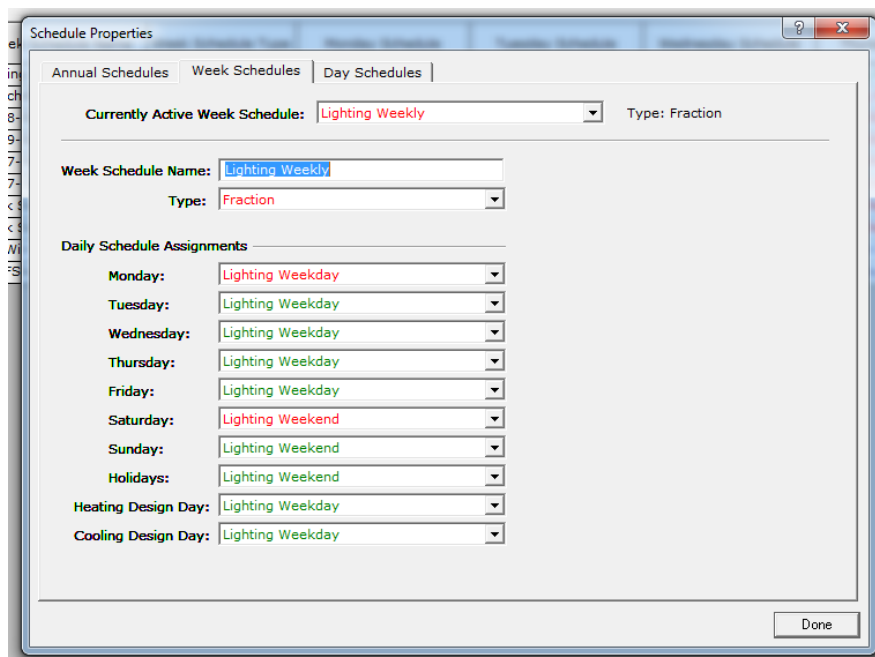 Schedule Properties
Annual Schedules Week Schedules Day Schedules
Currently Active Week Schedule: Lighting Weekly Type: Fraction
Week Schedule Name: Lighting Weekly
Type: Fraction
Daily Schedule Assignments
Monday: Lighting Weekday
Tuesday: Lighting Weekday
Wednesday: Lighting Weekday
Thursday: Lighting Weekday
Friday: Lighting Weekday
Saturday: Lighting Weekend
Sunday: Lighting Weekend
Holidays: Lighting Weekend
Heating Design Day: Lighting Weekday
Cooling Design Day: Lighting Weekday
Done